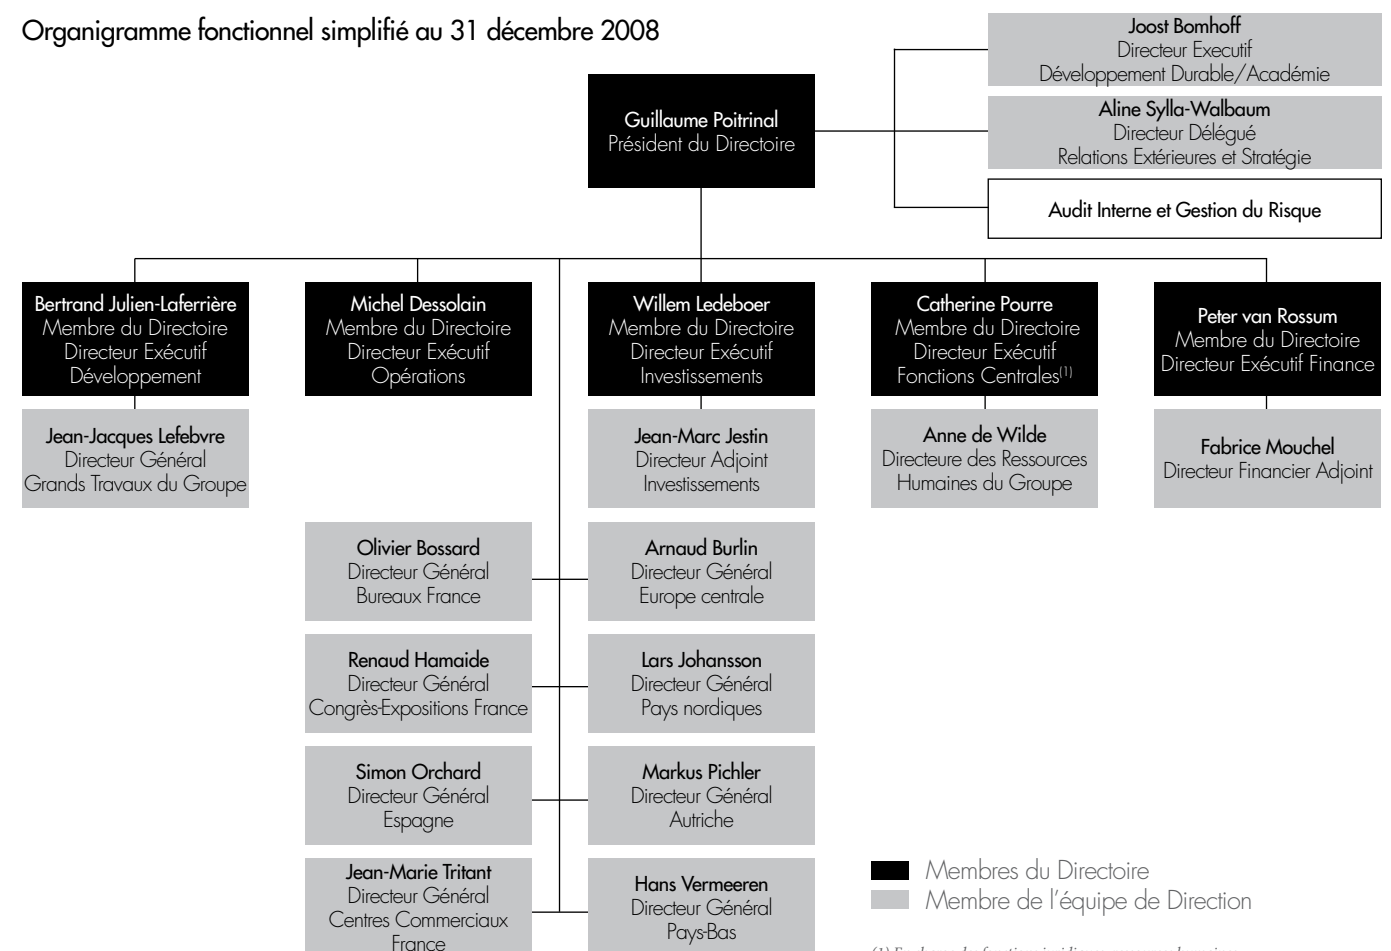 Organigramme fonctionnel simplifié au 31 décembre 2008
Joost Bomhoff
Directeur Executif
Développement Durable/Académie
Guillaume Poitrinal
Président du Directoire
Aline Sylla-Walbaum
Directeur Délégué
Relations Extérieures et Stratégie
Audit Interne et Gestion du Risque
Bertrand Julien-Laferrière
Membre du Directoire
Directeur Exécutif
Développement
Michel Dessolain
Membre du Directoire
Directeur Exécutif
Opérations
Willem Ledeboer
Membre du Directoire
Directeur Exécutif
Investissements
Catherine Pourre
Membre du Directoire
Directeur Exécutif
Fonctions Centrales(1)
Peter van Rossum
Membre du Directoire
Directeur Exécutif Finance
Jean-Jacques Lefebvre
Directeur Général
Grands Travaux du Groupe
Jean-Marc Jestin
Directeur Adjoint
Investissements
Anne de Wilde
Directeure des Ressources
Humaines du Groupe
Fabrice Mouchel
Directeur Financier Adjoint
Olivier Bossard
Directeur Général
Bureaux France
Arnaud Burlin
Directeur Général
Europe centrale
Renaud Hamaide
Directeur Général
Congrès-Expositions France
Lars Johansson
Directeur Général
Pays nordiques
Simon Orchard
Directeur Général
Espagne
Markus Pichler
Directeur Général
Autriche
Jean-Marie Tritant
Directeur Général
Centres Commerciaux
France
Hans Vermeeren
Directeur Général
Pays-Bas
Membres du Directoire
Membre de l'équipe de Direction